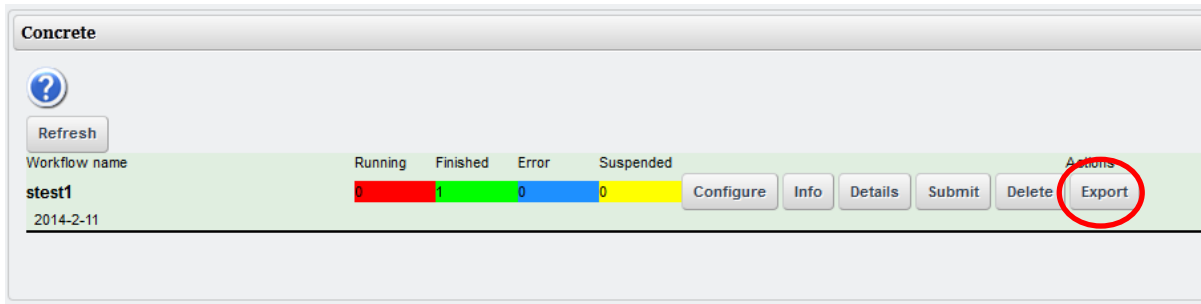 Concrete
?
Refresh
Workflow name Running Finished Error Suspended Actions
stest1 0 1 0 0 Configure Info Details Submit Delete Export
2014-2-11